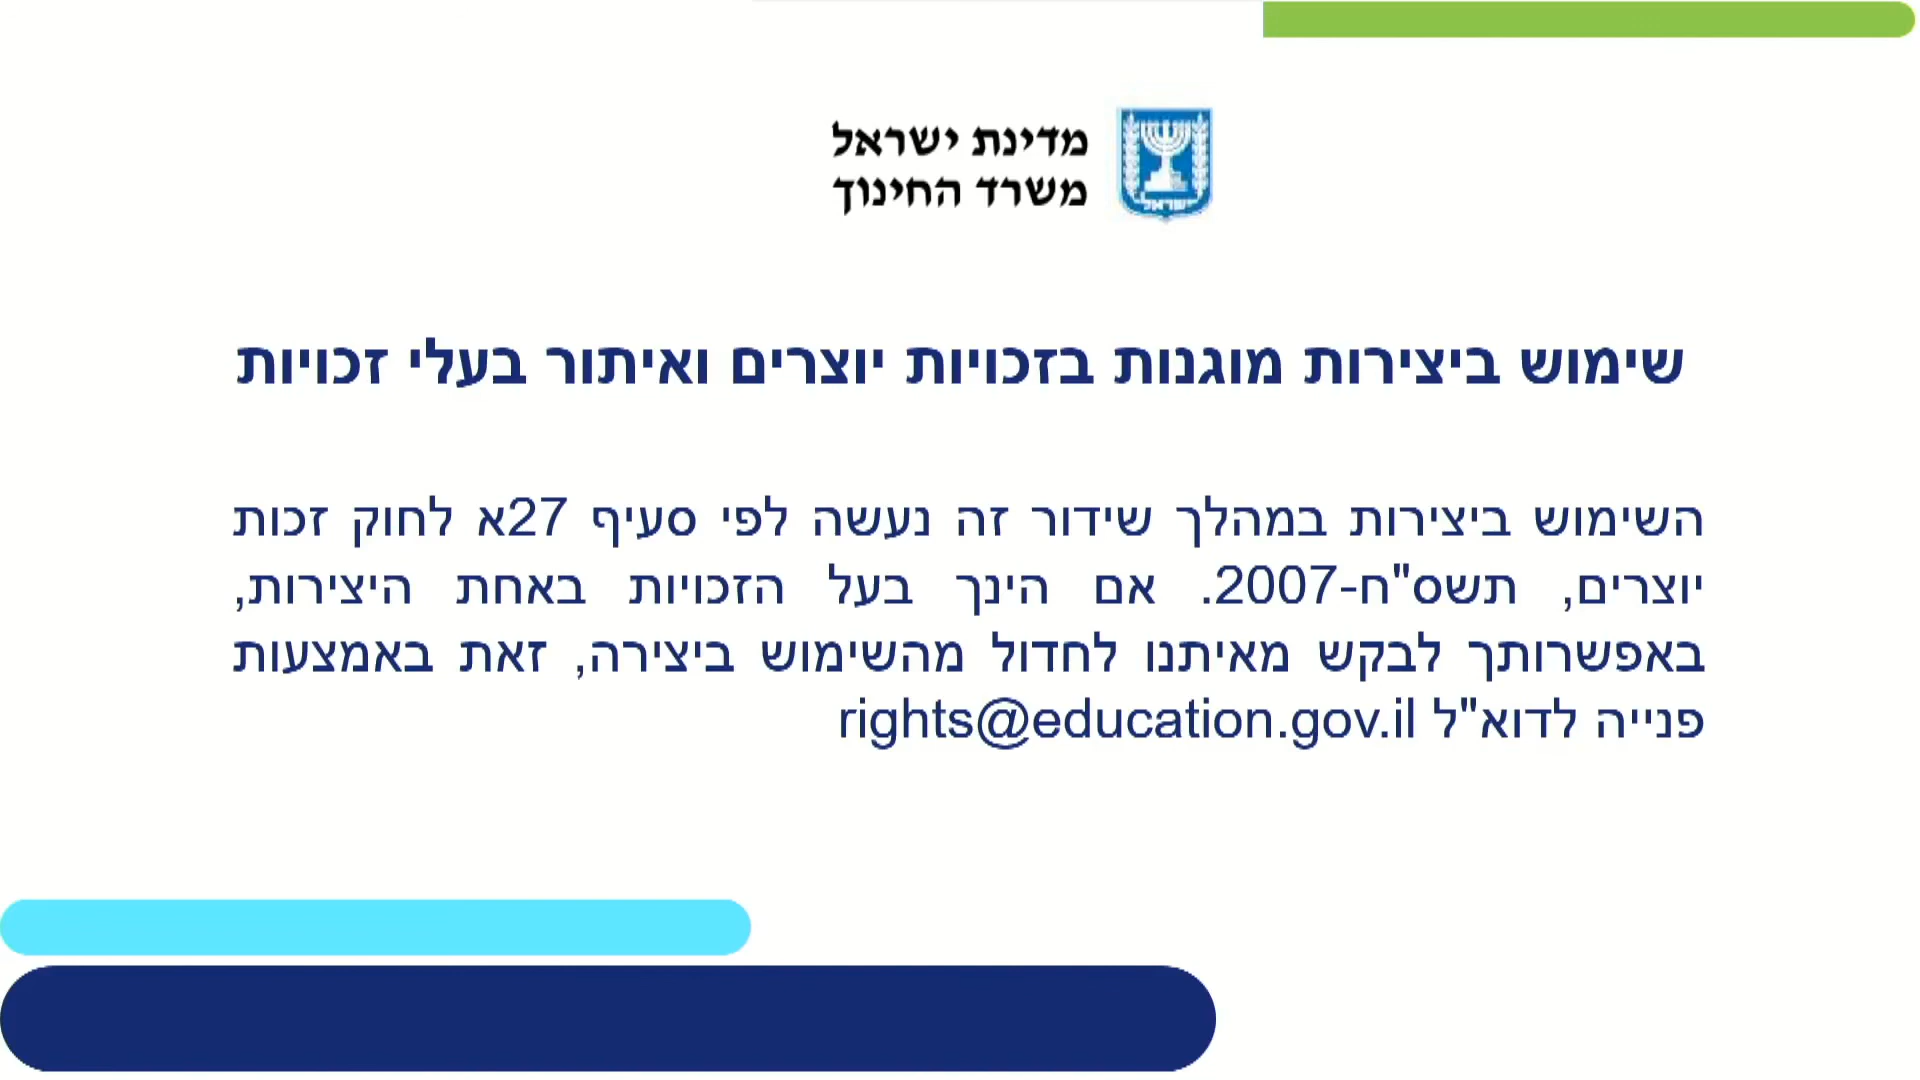 מדינת ישראל
משרד החינוך
ישראל
שימוש ביצירות מוגנות בזכויות יוצרים ואיתור בעלי זכויות
השימוש ביצירות במהלך שידור זה נעשה לפי סעיף 27א לחוק זכות
יוצרים, תשס"ח-2007. אם הינך בעל הזכויות באחת היצירות,
באפשרותך לבקש מאיתנו לחדול מהשימוש ביצירה, זאת באמצעות
פנייה לדוא"ל rights@education.gov.il